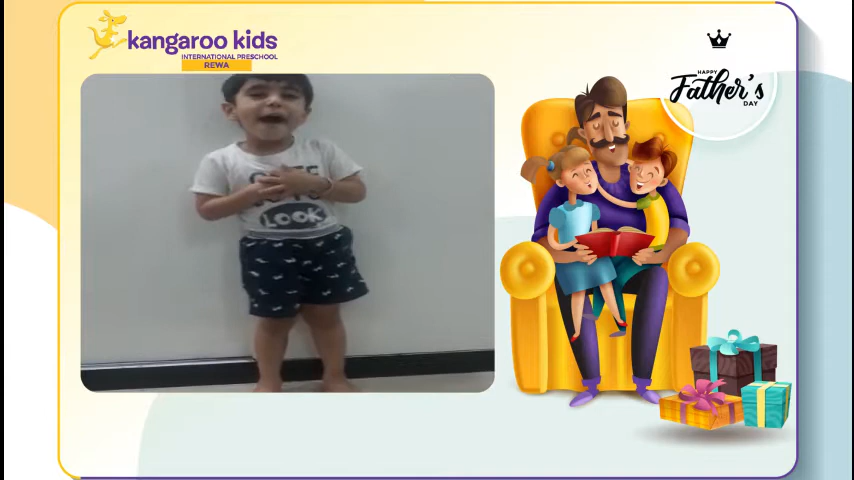 kangaroo kids
INTERNATIONAL PRESCHOOL
REWA
HAPPY
Father's
DAY
LOOK